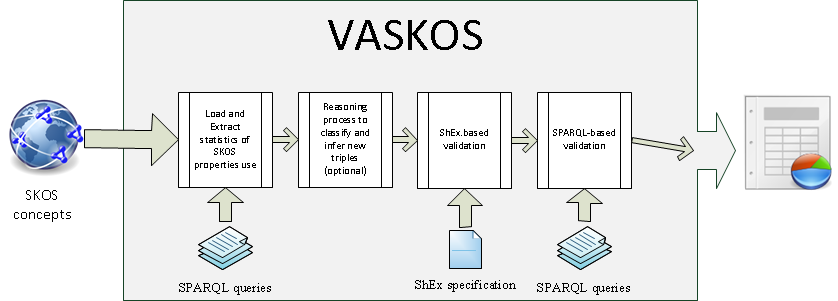 VASKOS
Load and
Extract
statistics of
SKOS
properties use
Reasoning
process to
classify and
infer new
triples
(optional)
ShEx.based
validation
SPARQL-based
validation
SKOS
concepts
SPARQL queries
ShEx specification
SPARQL queries